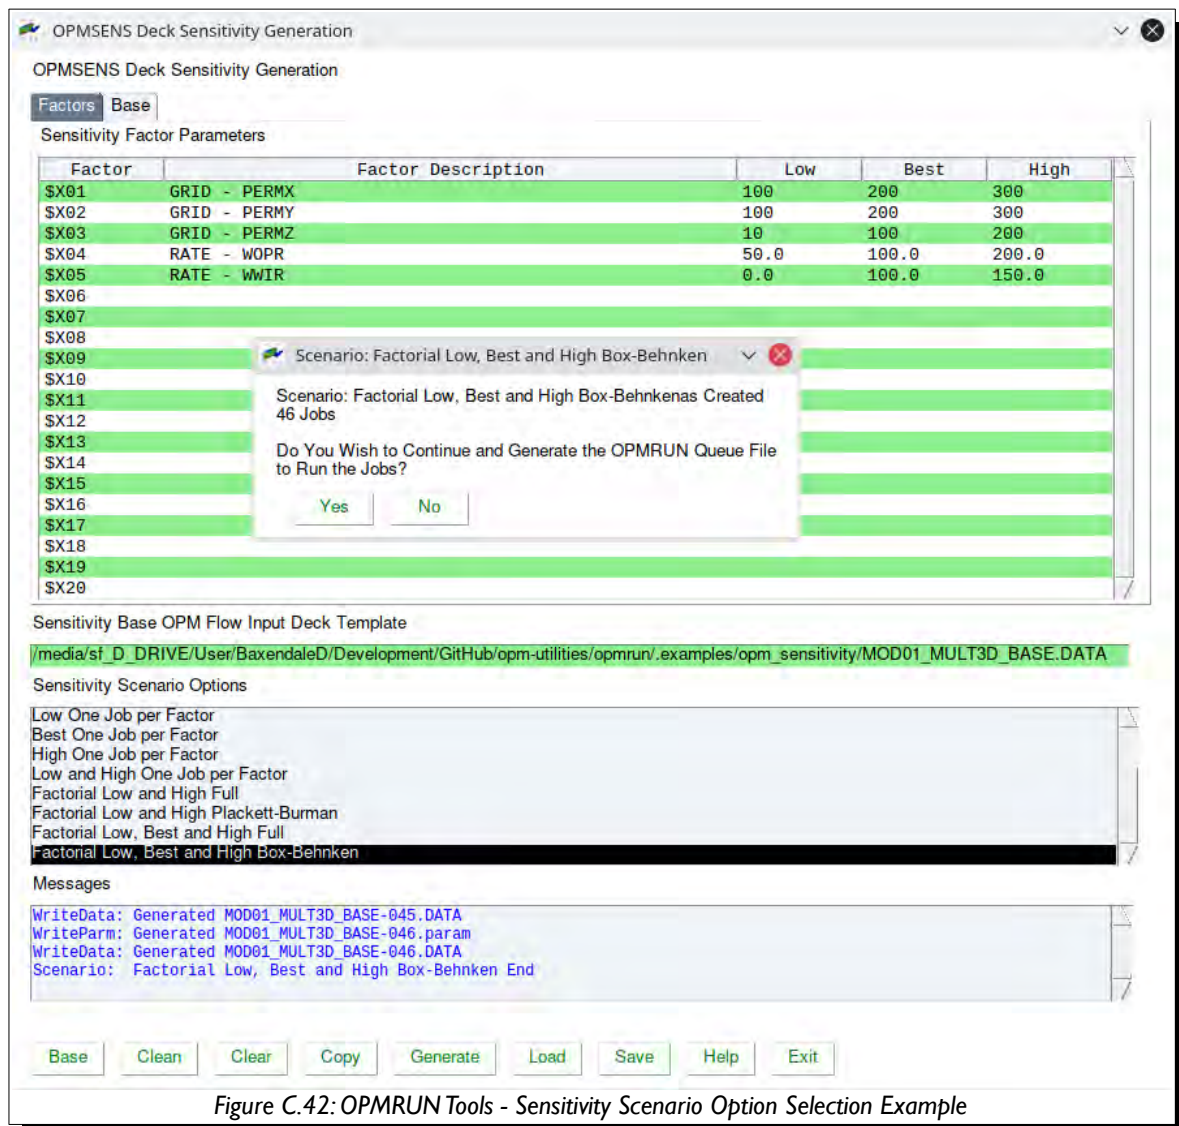 OPMSENS Deck Sensitivity Generation
OPMSENS Deck Sensitivity Generation
Factors Base
Sensitivity Factor Parameters
Factor Factor Description Low Best High
$X01 GRID - PERMX 100 200 300
$X02 GRID - PERMY 100 200 300
$X03 GRID - PERMZ 10 100 200
$X04 RATE - WOPR 50.0 100.0 200.0
$X05 RATE - WWIR 0.0 100.0 150.0
$X06
$X07
$X08
$X09
$X10
$X11
$X12
$X13
$X14
$X15
$X16
$X17
$X18
$X19
$X20
Scenario: Factorial Low, Best and High Box-Behnken
Scenario: Factorial Low, Best and High Box-Behnkenas Created
46 Jobs
Do You Wish to Continue and Generate the OPMRUN Queue File
to Run the Jobs?
Yes No
Sensitivity Base OPM Flow Input Deck Template
/media/sf_D_DRIVE/User/BaxendaleD/Development/GitHub/opm-utilities/opmrun/.examples/opm_sensitivity/MOD01_MULT3D_BASE.DATA
Sensitivity Scenario Options
Low One Job per Factor
Best One Job per Factor
High One Job per Factor
Low and High One Job per Factor
Factorial Low and High Full
Factorial Low and High Plackett-Burman
Factorial Low, Best and High Full
Factorial Low, Best and High Box-Behnken
Messages
WriteData: Generated MOD01_MULT3D_BASE-045.DATA
WriteParm: Generated MOD01_MULT3D_BASE-046.param
WriteData: Generated MOD01_MULT3D_BASE-046.DATA
Scenario: Factorial Low, Best and High Box-Behnken End
Base Clean Clear Copy Generate Load Save Help Exit
Figure C.42: OPMRUN Tools - Sensitivity Scenario Option Selection Example